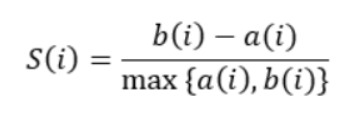 S(i) = b(i) − a(i) / max {a(i), b(i)}